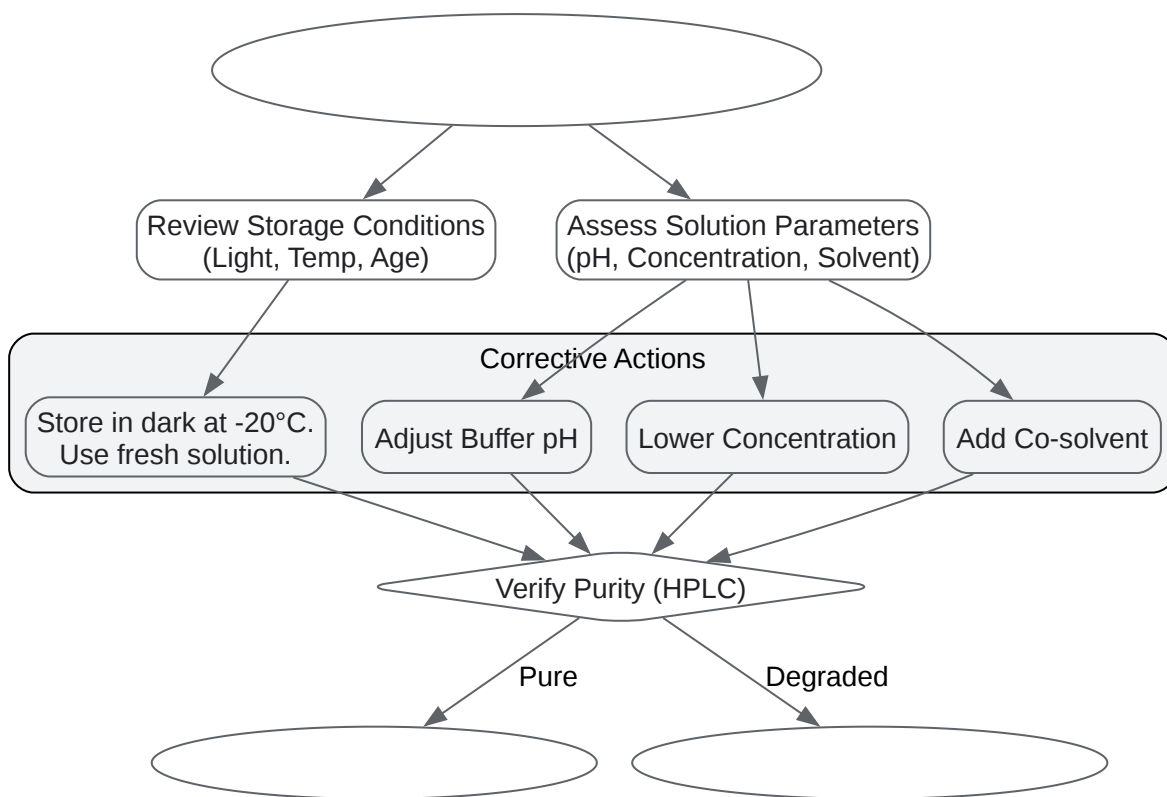 Review Storage Conditions
(Light, Temp, Age)
Assess Solution Parameters
(pH, Concentration, Solvent)
Corrective Actions
Store in dark at -20°C.
Use fresh solution.
Adjust Buffer pH
Lower Concentration
Add Co-solvent
Verify Purity (HPLC)
Pure
Degraded